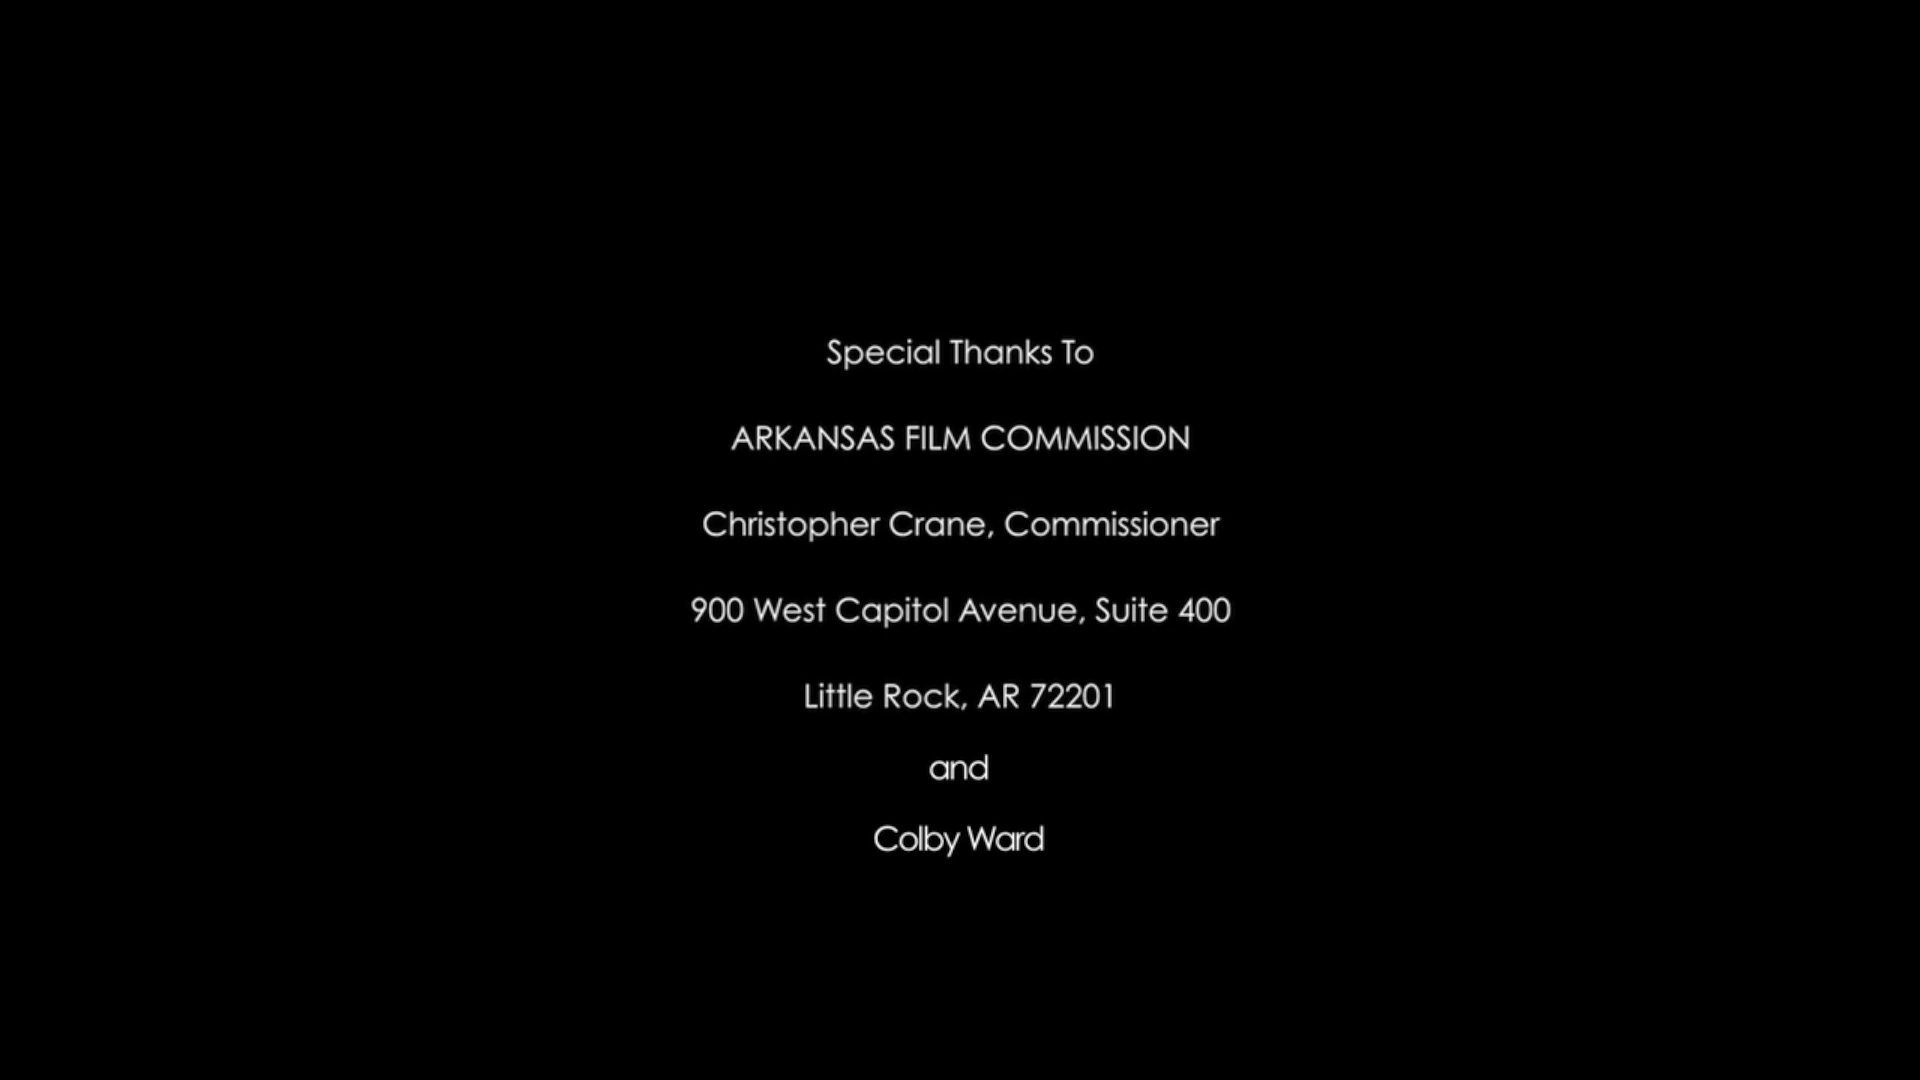 Special Thanks To
ARKANSAS FILM COMMISSION
Christopher Crane, Commissioner
900 West Capitol Avenue, Suite 400
Little Rock, AR 72201
and
Colby Ward